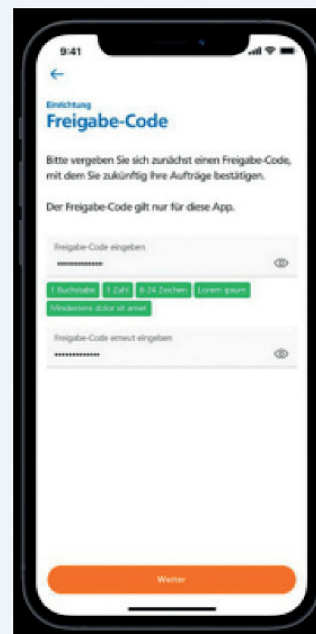 9:41
Einrichtung
Freigabe-Code
Bitte vergeben Sie sich zunächst einen Freigabe-Code,
mit dem Sie zukünftig Ihre Aufträge bestätigen.
Der Freigabe-Code gilt nur für diese App.
Freigabe-Code eingeben
1 Buchstabe 1 Zahl 6-24 Zeichen Lorem ipsum
Mindestens dolor sit amet
Freigabe-Code erneut eingeben
Weiter